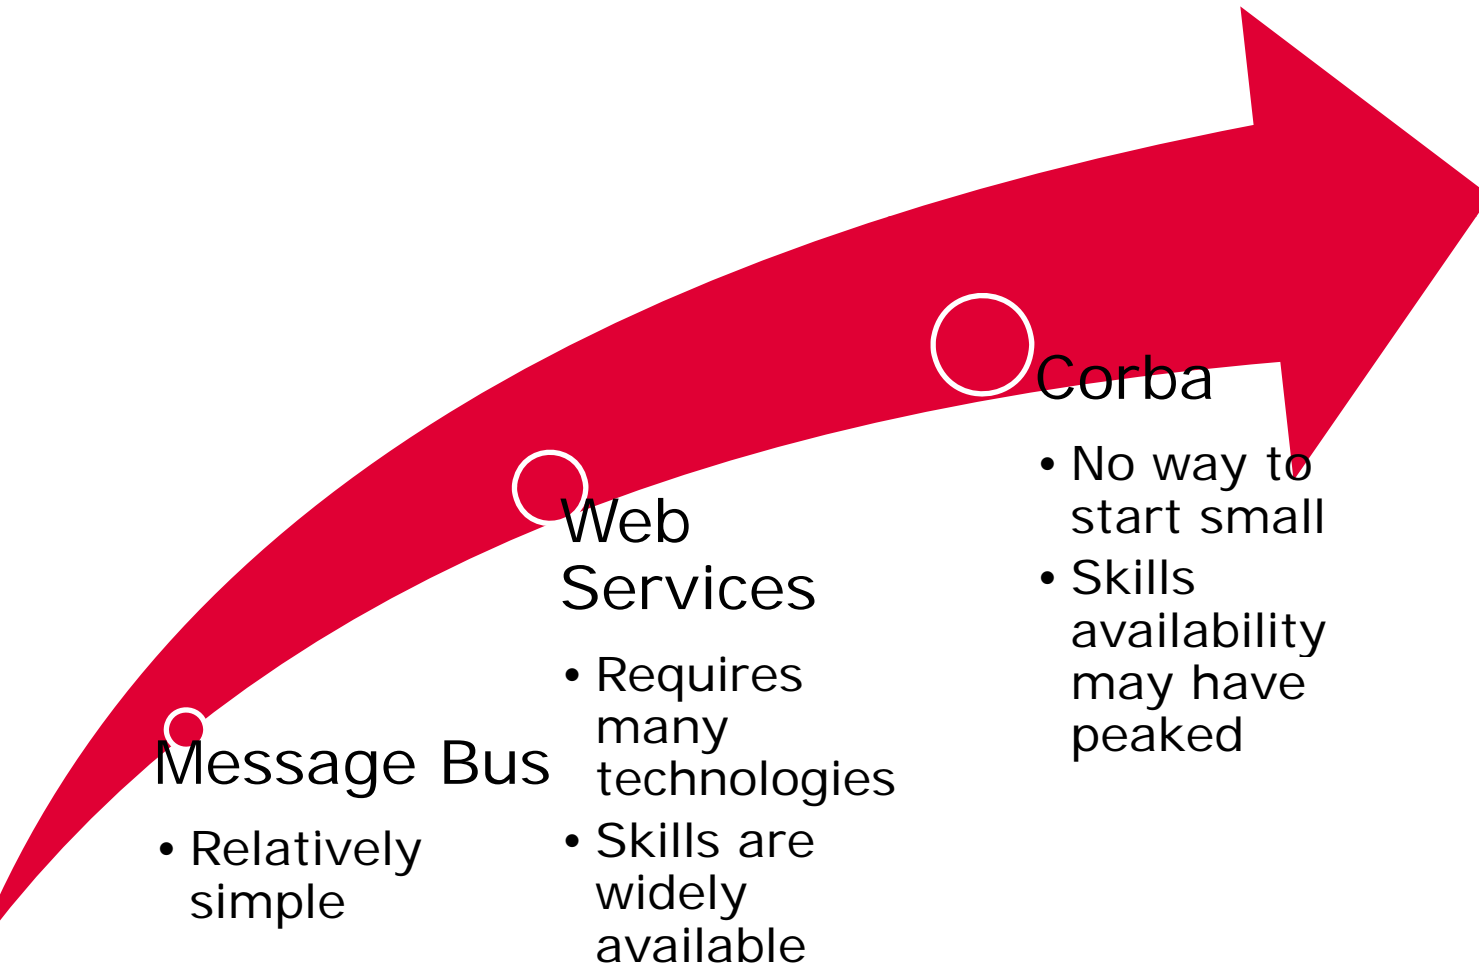 Message Bus
• Relatively
simple
Web
Services
• Requires
many
technologies
• Skills are
widely
available
Corba
• No way to
start small
• Skills
availability
may have
peaked